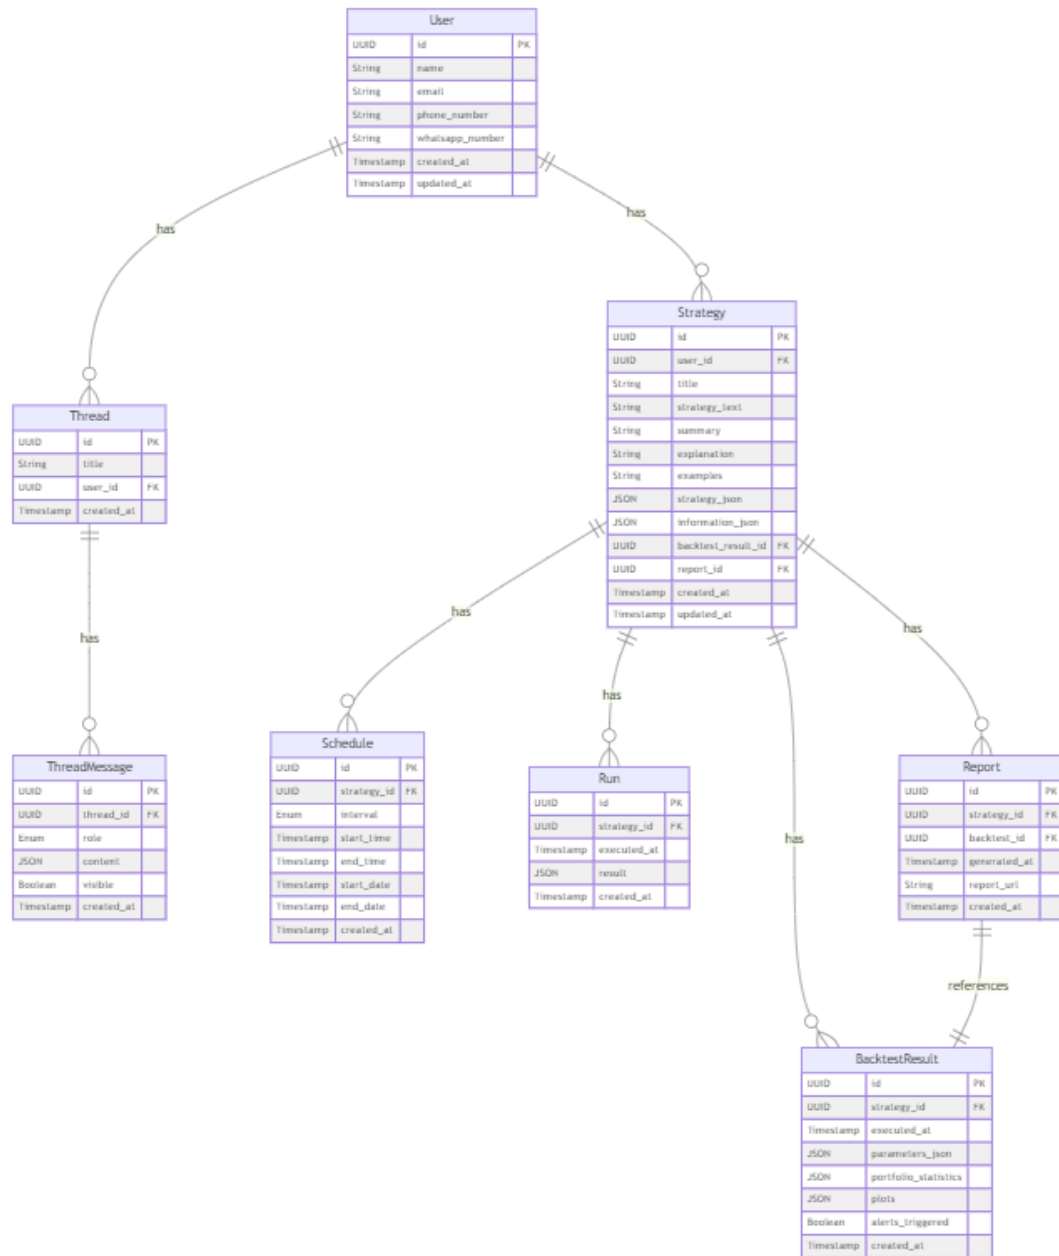 User
UUID id PK
String name
String email
String phone_number
String whatsapp_number
Timestamp created_at
Timestamp updated_at
has
has
Strategy
UUID id PK
UUID user_id FK
String title
String strategy_text
String summary
String explanation
String examples
JSON strategy_json
JSON information_json
UUID backtest_result_id FK
UUID report_id FK
Timestamp created_at
Timestamp updated_at
Thread
UUID id PK
String title
UUID user_id FK
Timestamp created_at
has
has
has
has
has
ThreadMessage
UUID id PK
UUID thread_id FK
Enum role
JSON content
Boolean visible
Timestamp created_at
Schedule
UUID id PK
UUID strategy_id FK
Enum interval
Timestamp start_time
Timestamp end_time
Timestamp start_date
Timestamp end_date
Timestamp created_at
Run
UUID id PK
UUID strategy_id FK
Timestamp executed_at
JSON result
Timestamp created_at
Report
UUID id PK
UUID strategy_id FK
UUID backtest_id FK
Timestamp generated_at
String report_url
Timestamp created_at
references
BacktestResult
UUID id PK
UUID strategy_id FK
Timestamp executed_at
JSON parameters_json
JSON portfolio_statistics
JSON plots
Boolean alerts_triggered
Timestamp created_at